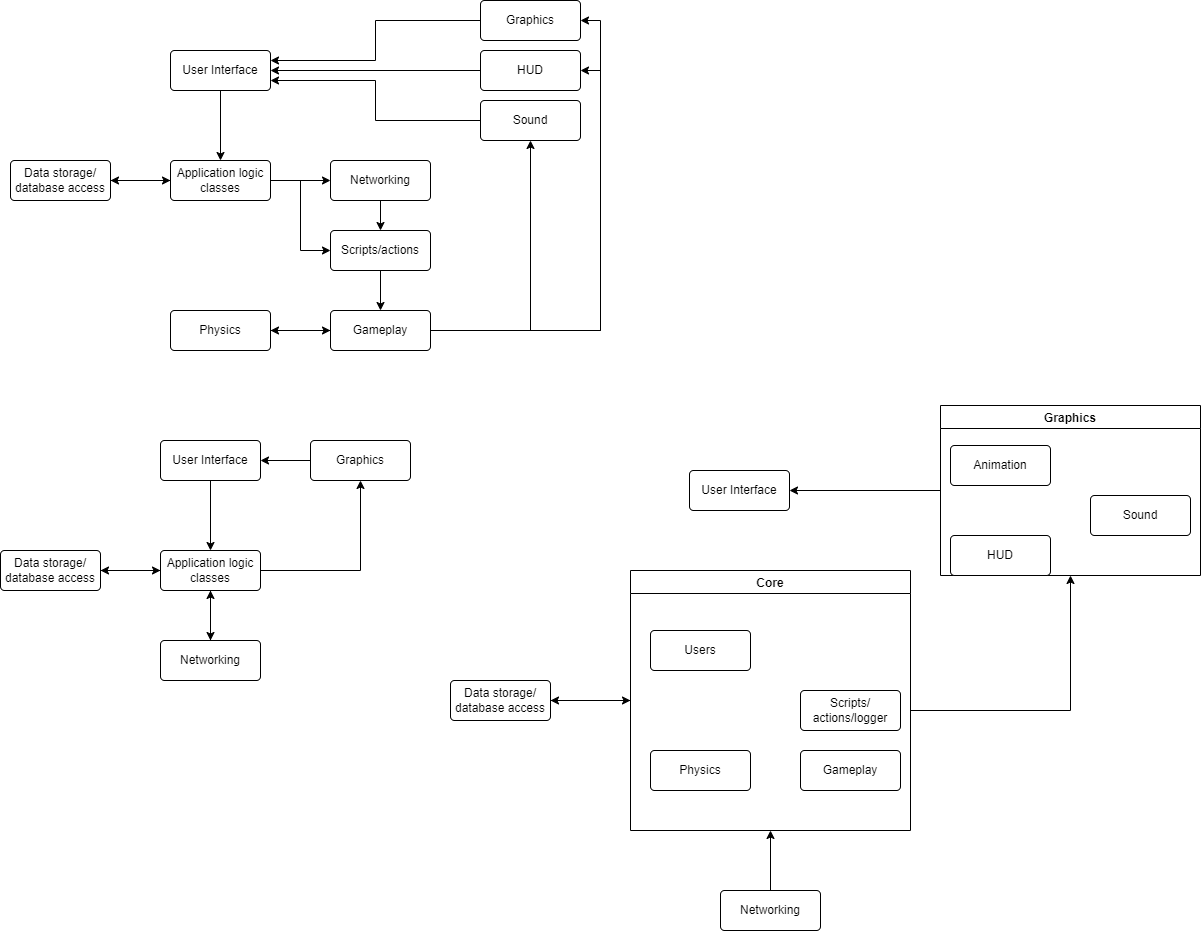 Graphics
User Interface
HUD
Sound
Data storage/
database access
Application logic
classes
Networking
Scripts/actions
Physics
Gameplay
User Interface
Graphics
Data storage/
database access
Application logic
classes
Networking
Graphics
Animation
User Interface
Sound
HUD
Core
Users
Data storage/
database access
Scripts/
actions/logger
Physics
Gameplay
Networking